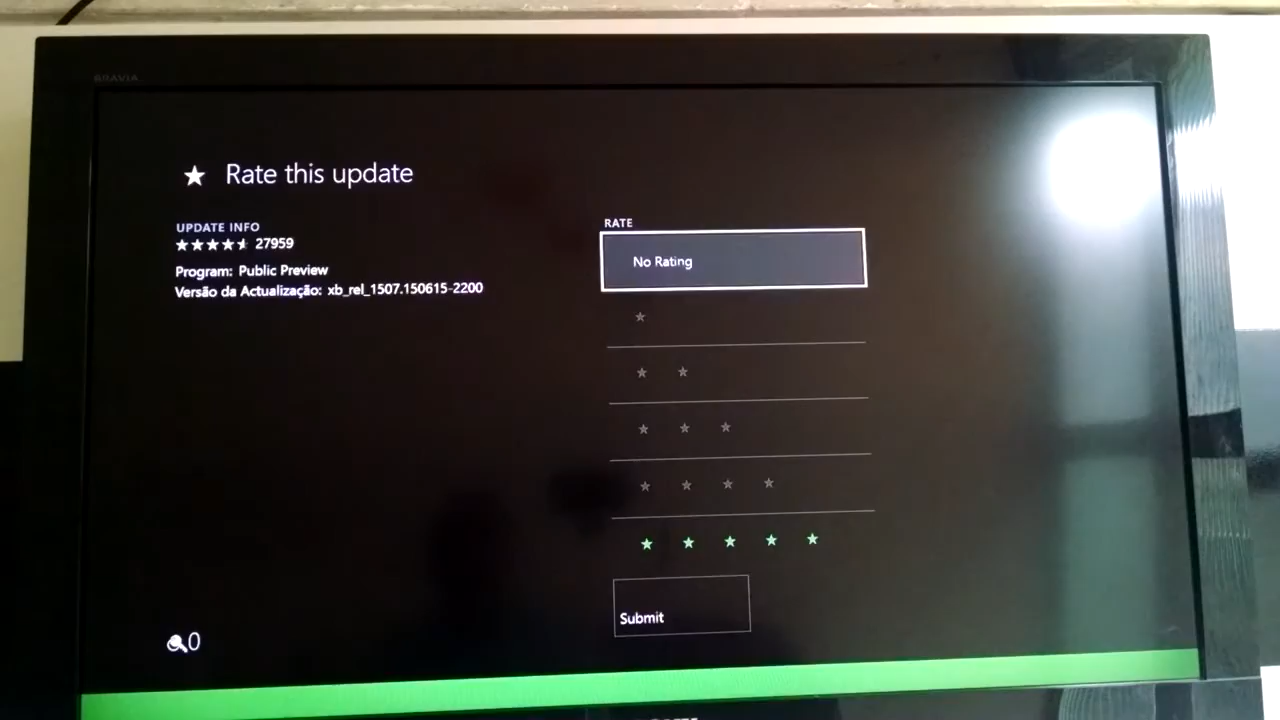 BRAVIA
Rate this update
UPDATE INFO
27959
Program: Public Preview
Versão da Actualização: xb_rel_1507.150615-2200
RATE
No Rating
Submit
0